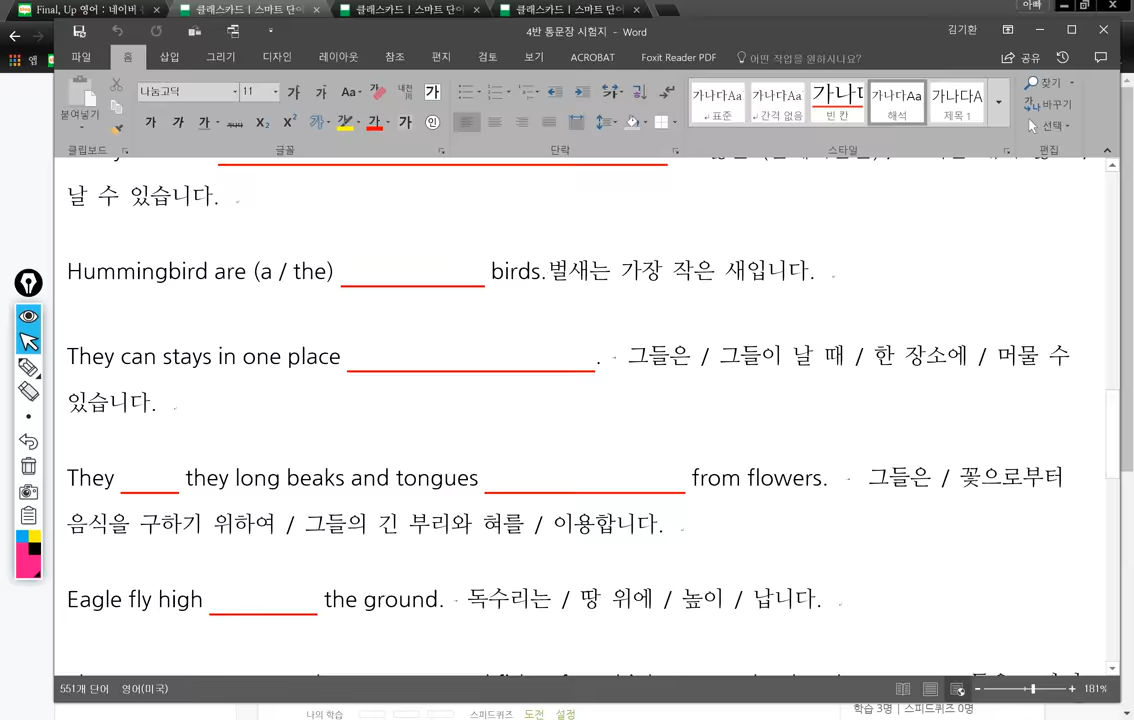 Final, Up 영어 : 네이버
클래스카드 | 스마트 단어
클래스카드 | 스마트 단어
클래스카드 | 스마트 단어
아빠
앱
4반 통문장 시험지 - Word
김기환
파일 홈 삽입 그리기 디자인 레이아웃 참조 편지 검토 보기 ACROBAT Foxit Reader PDF 어떤 작업을 원하시나요? 공유
붙여넣기
나눔고딕 11
가나다Aa 표준
가나다Aa 간격 없음
가나다 빈 칸
가나다Aa 해석
가나다A 제목 1
찾기
바꾸기
선택
클립보드 글꼴 단락 스타일 편집
날 수 있습니다.
Hummingbird are (a / the) ____ birds.벌새는 가장 작은 새입니다.
They can stays in one place ____. 그들은 / 그들이 날 때 / 한 장소에 / 머물 수
있습니다.
They ____ they long beaks and tongues ____ from flowers. 그들은 / 꽃으로부터
음식을 구하기 위하여 / 그들의 긴 부리와 혀를 / 이용합니다.
Eagle fly high ____ the ground. 독수리는 / 땅 위에 / 높이 / 납니다.
551개 단어 영어(미국) 181%
나의 학습 스피드퀴즈 도전 설정 학습 3명 | 스피드퀴즈 0명